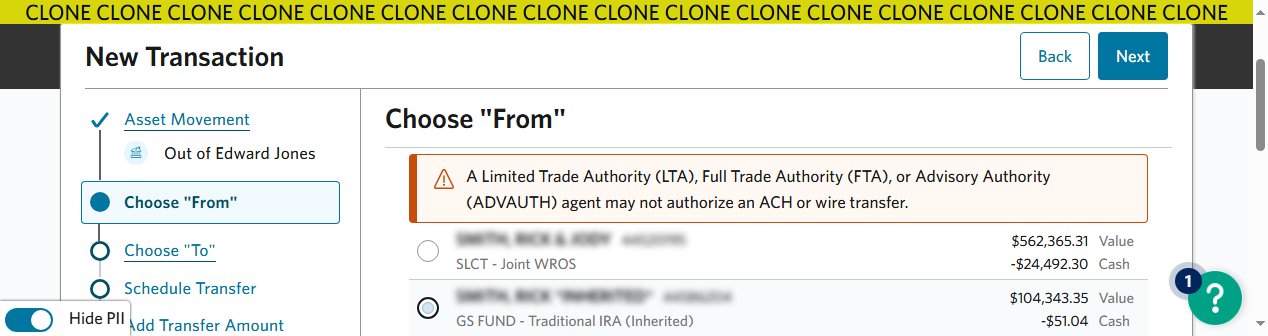 CLONE CLONE CLONE CLONE CLONE CLONE CLONE CLONE CLONE CLONE CLONE CLONE CLONE CLONE CLONE CLONE CLONE
New Transaction
Back
Next
Asset Movement
Out of Edward Jones
Choose "From"
Choose "To"
Schedule Transfer
Add Transfer Amount
Hide PII
Choose "From"
A Limited Trade Authority (LTA), Full Trade Authority (FTA), or Advisory Authority
(ADVAUTH) agent may not authorize an ACH or wire transfer.
$562,365.31 Value
SLCT - Joint WROS
-$24,492.30 Cash
$104,343.35 Value
GS FUND - Traditional IRA (Inherited)
-$51.04 Cash
1
?